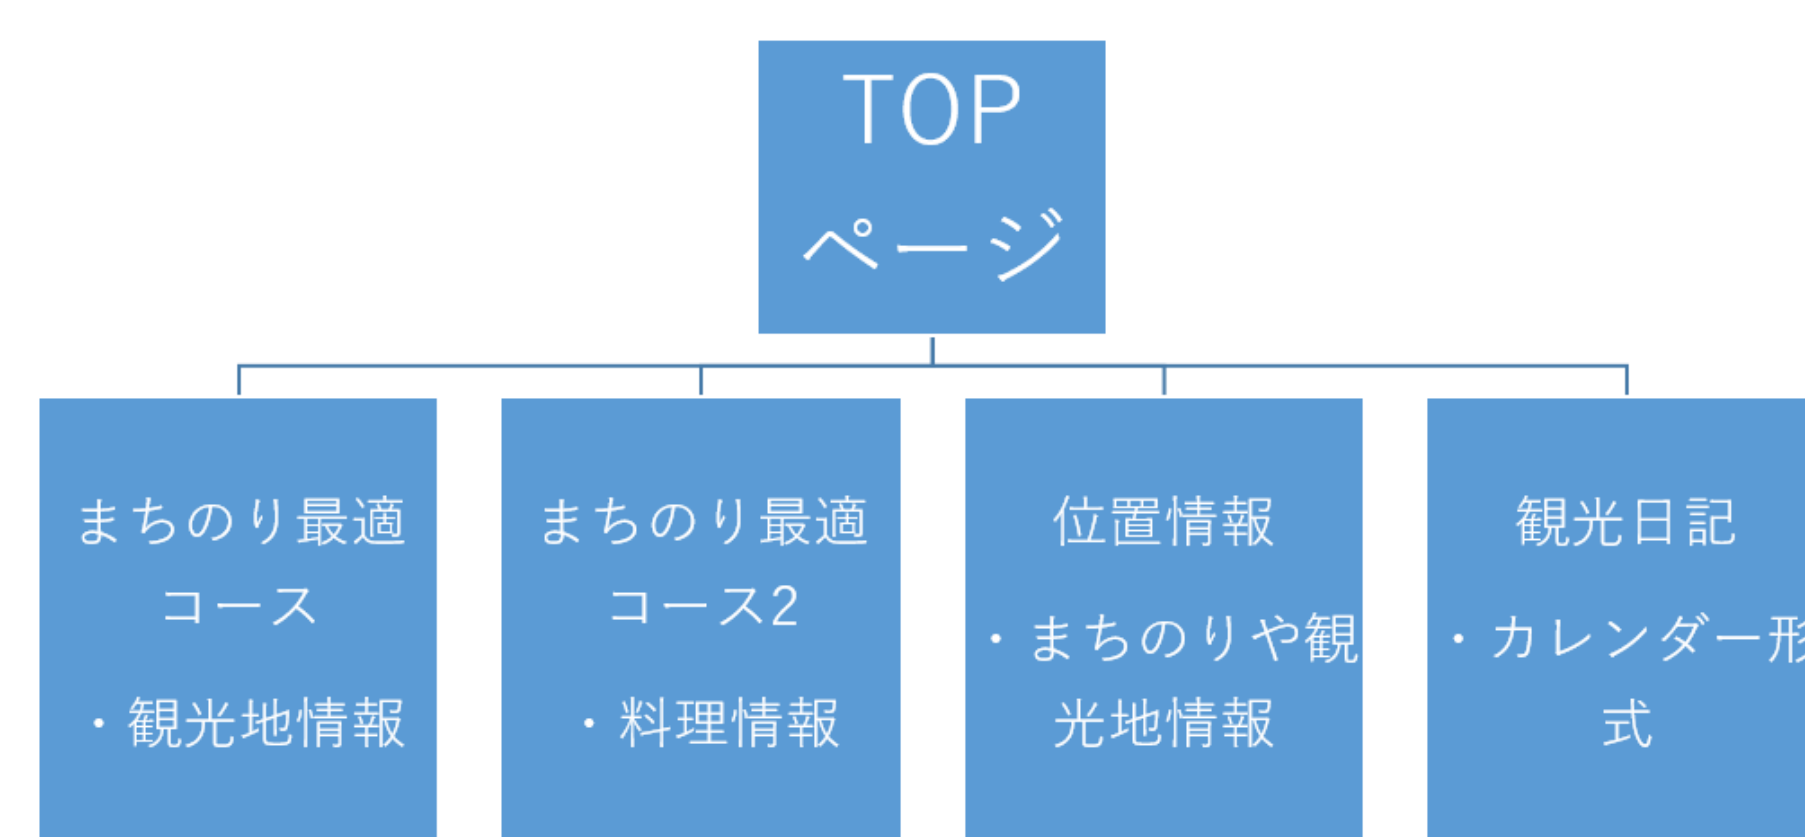 TOP
ページ
まちのり最適
コース
・観光地情報
まちのり最適
コース2
・料理情報
位置情報
・まちのりや観
光地情報
観光日記
・カレンダー形
式